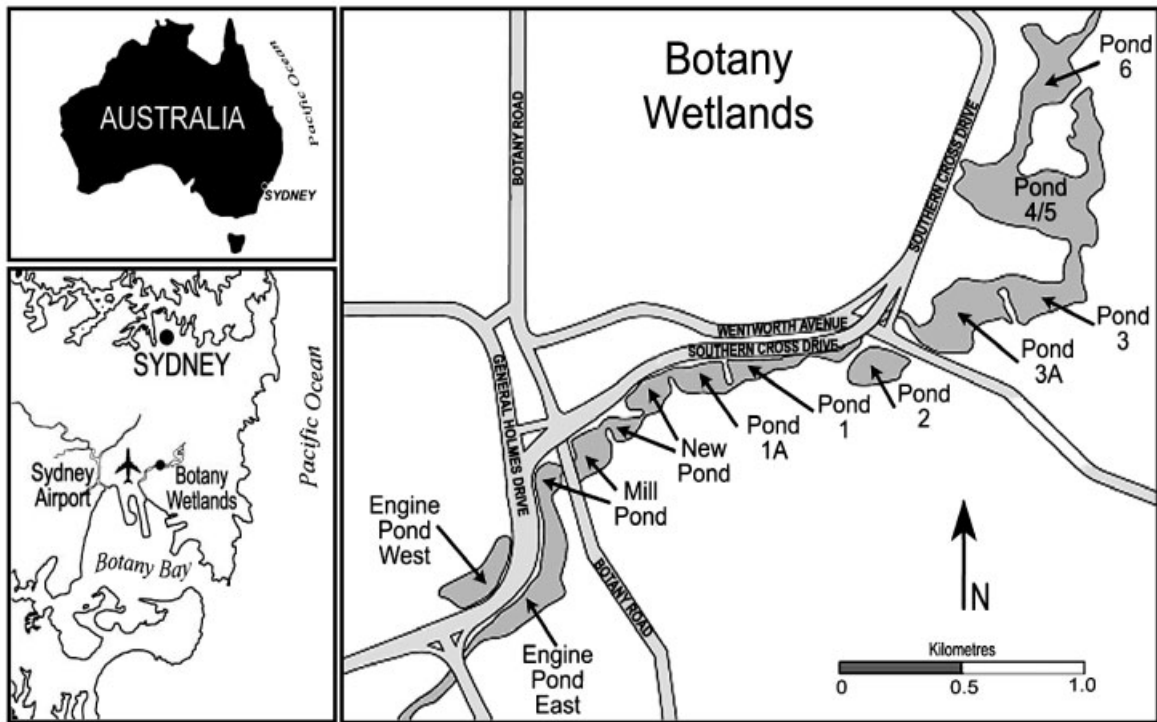 AUSTRALIA
Pacific Ocean
SYDNEY
SYDNEY
Pacific Ocean
Sydney
Airport
Botany
Wetlands
Botany Bay
Botany
Wetlands
BOTANY ROAD
SOUTHERN CROSS DRIVE
Pond
6
Pond
4/5
WENTWORTH AVENUE
SOUTHERN CROSS DRIVE
GENERAL HOLMES DRIVE
Pond
3
Pond
3A
Pond
2
Pond
1
Pond
1A
New
Pond
Mill
Pond
Engine
Pond
West
BOTANY ROAD
Engine
Pond
East
N
Kilometres
0 0.5 1.0